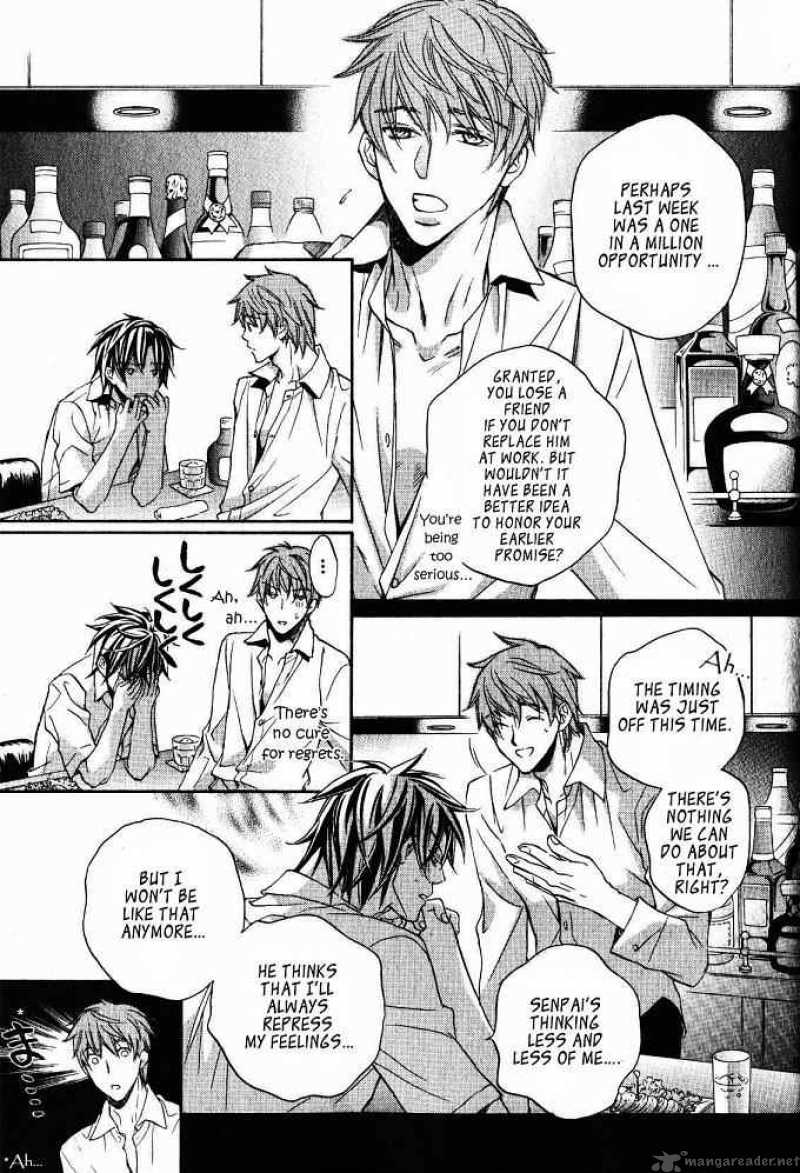 PERHAPS
LAST WEEK
WAS A ONE
IN A MILLION
OPPORTUNITY ...
GRANTED,
YOU LOSE A
FRIEND
IF YOU DON'T
REPLACE HIM
AT WORK. BUT
WOULDN'T IT
HAVE BEEN A
BETTER IDEA
TO HONOR YOUR
EARLIER
PROMISE?
You're
being
too
serious...
...
Ah,
ah...
しくしく
しくしく
There's
no cure
for regrets.
Ah...
THE TIMING
WAS JUST
OFF THIS TIME.
THERE'S
NOTHING
WE CAN
DO ABOUT
THAT,
RIGHT?
SENPAI'S
THINKING
LESS AND
LESS OF ME....
HE THINKS
THAT I'LL
ALWAYS
REPRESS
MY FEELINGS...
BUT I
WON'T BE
LIKE THAT
ANYMORE...
*Ah...
mangareader.net